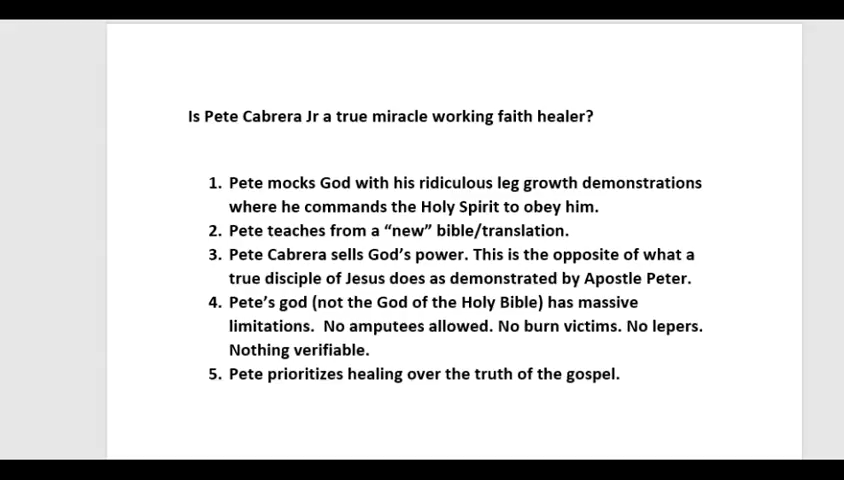 Is Pete Cabrera Jr a true miracle working faith healer?
1. Pete mocks God with his ridiculous leg growth demonstrations
where he commands the Holy Spirit to obey him.
2. Pete teaches from a “new” bible/translation.
3. Pete Cabrera sells God’s power. This is the opposite of what a
true disciple of Jesus does as demonstrated by Apostle Peter.
4. Pete’s god (not the God of the Holy Bible) has massive
limitations.  No amputees allowed. No burn victims. No lepers.
Nothing verifiable.
5. Pete prioritizes healing over the truth of the gospel.